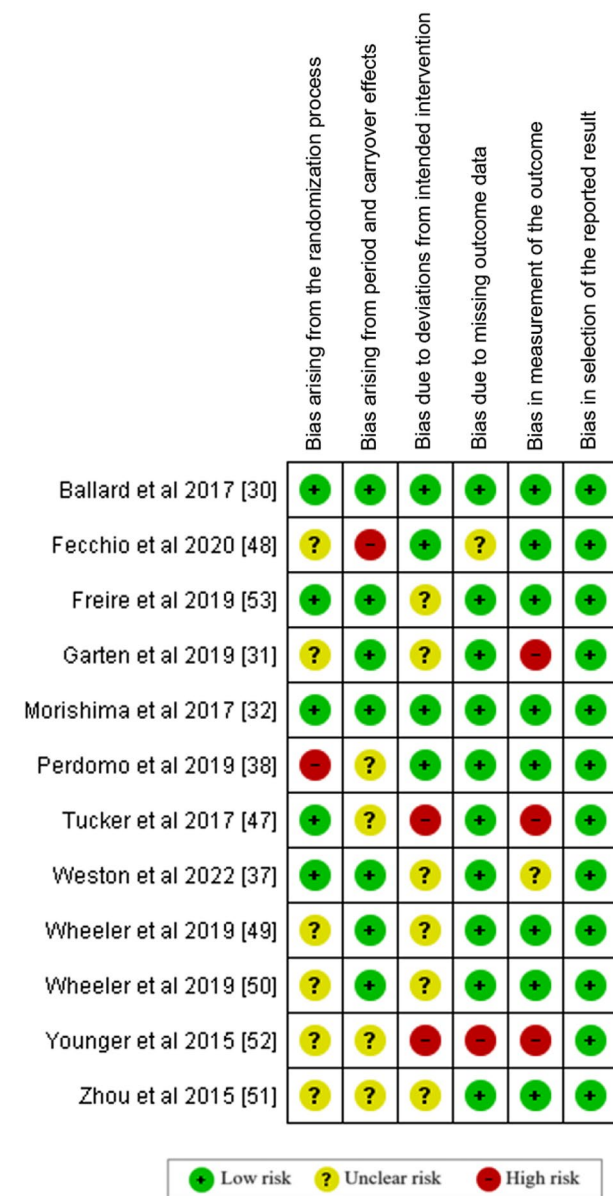 Bias arising from the randomization process
Bias arising from period and carryover effects
Bias due to deviations from intended intervention
Bias due to missing outcome data
Bias in measurement of the outcome
Bias in selection of the reported result
Ballard et al 2017 [30] + + + + + +
Fecchio et al 2020 [48] ? - + ? + +
Freire et al 2019 [53] + + ? + + +
Garten et al 2019 [31] ? + ? + - +
Morishima et al 2017 [32] + + + + + +
Perdomo et al 2019 [38] - ? + + + +
Tucker et al 2017 [47] + ? - + - +
Weston et al 2022 [37] + + ? + ? +
Wheeler et al 2019 [49] ? + ? + + +
Wheeler et al 2019 [50] ? + ? + + +
Younger et al 2015 [52] ? ? - - - +
Zhou et al 2015 [51] ? ? ? + + +
+ Low risk ? Unclear risk - High risk